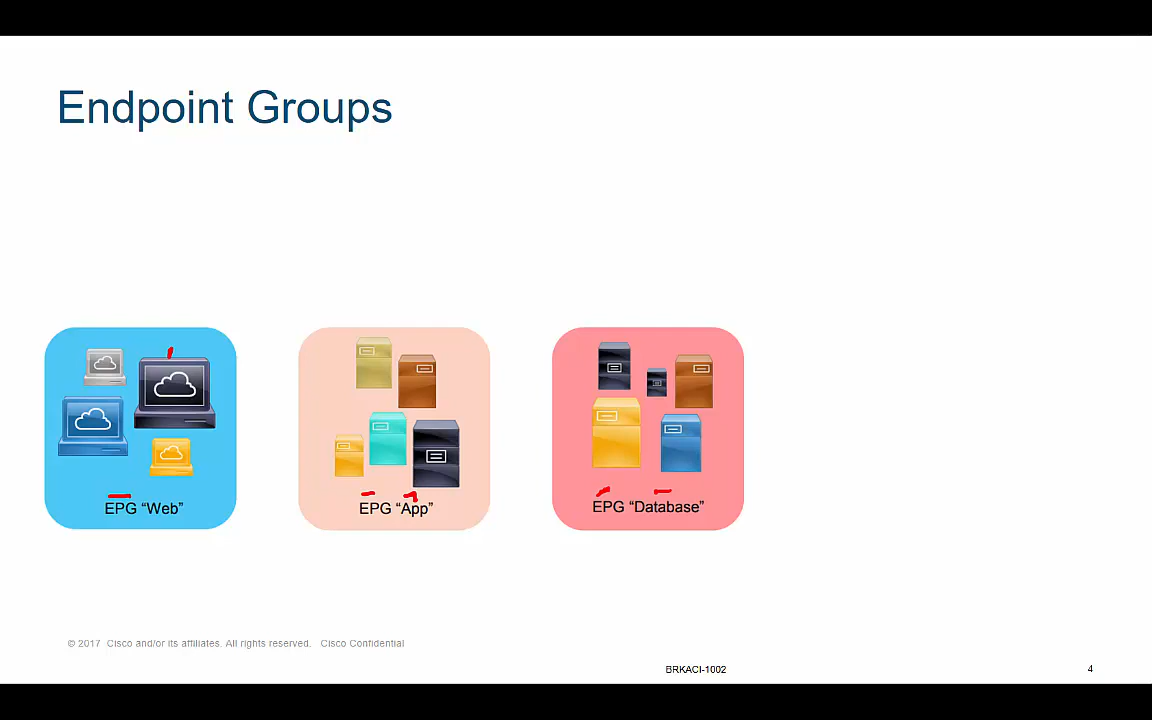 Endpoint Groups
EPG “Web”
EPG “App”
EPG “Database”
© 2017 Cisco and/or its affiliates. All rights reserved. Cisco Confidential
BRKACI-1002
4